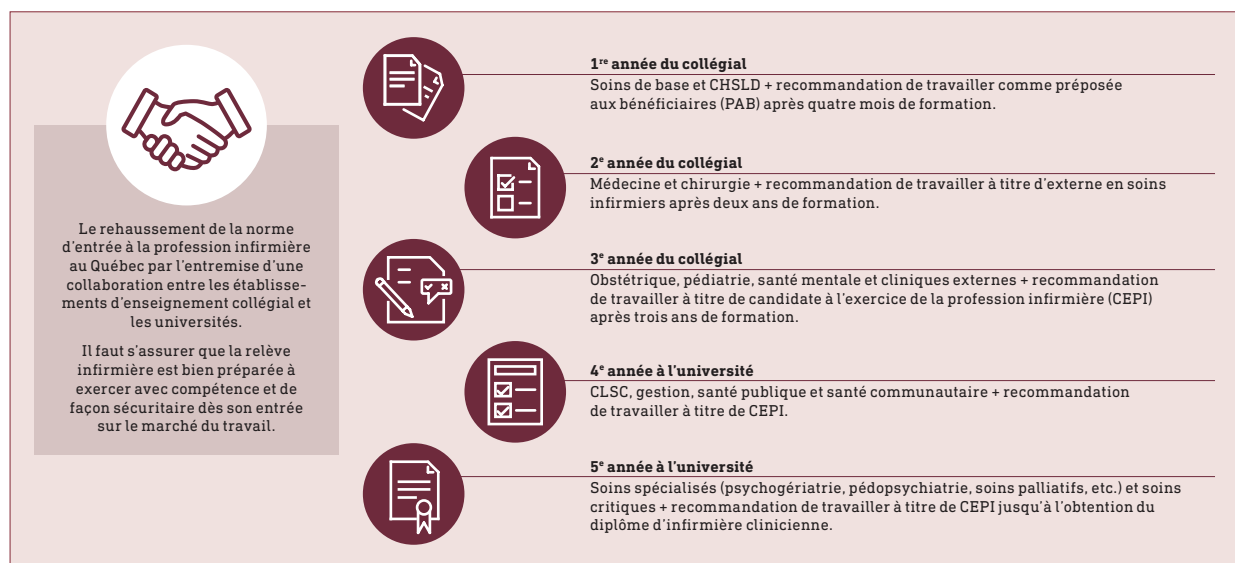 Le rehaussement de la norme
d'entrée à la profession infirmière
au Québec par l'entremise d'une
collaboration entre les établisse-
ments d'enseignement collégial et
les universités.
Il faut s'assurer que la relève
infirmière est bien préparée à
exercer avec compétence et de
façon sécuritaire dès son entrée
sur le marché du travail.
1re année du collégial
Soins de base et CHSLD + recommandation de travailler comme préposée
aux bénéficiaires (PAB) après quatre mois de formation.
2e année du collégial
Médecine et chirurgie + recommandation de travailler à titre d'externe en soins
infirmiers après deux ans de formation.
3e année du collégial
Obstétrique, pédiatrie, santé mentale et cliniques externes + recommandation
de travailler à titre de candidate à l'exercice de la profession infirmière (CEPI)
après trois ans de formation.
4e année à l'université
CLSC, gestion, santé publique et santé communautaire + recommandation
de travailler à titre de CEPI.
5e année à l'université
Soins spécialisés (psychogériatrie, pédopsychiatrie, soins palliatifs, etc.) et soins
critiques + recommandation de travailler à titre de CEPI jusqu'à l'obtention du
diplôme d'infirmière clinicienne.